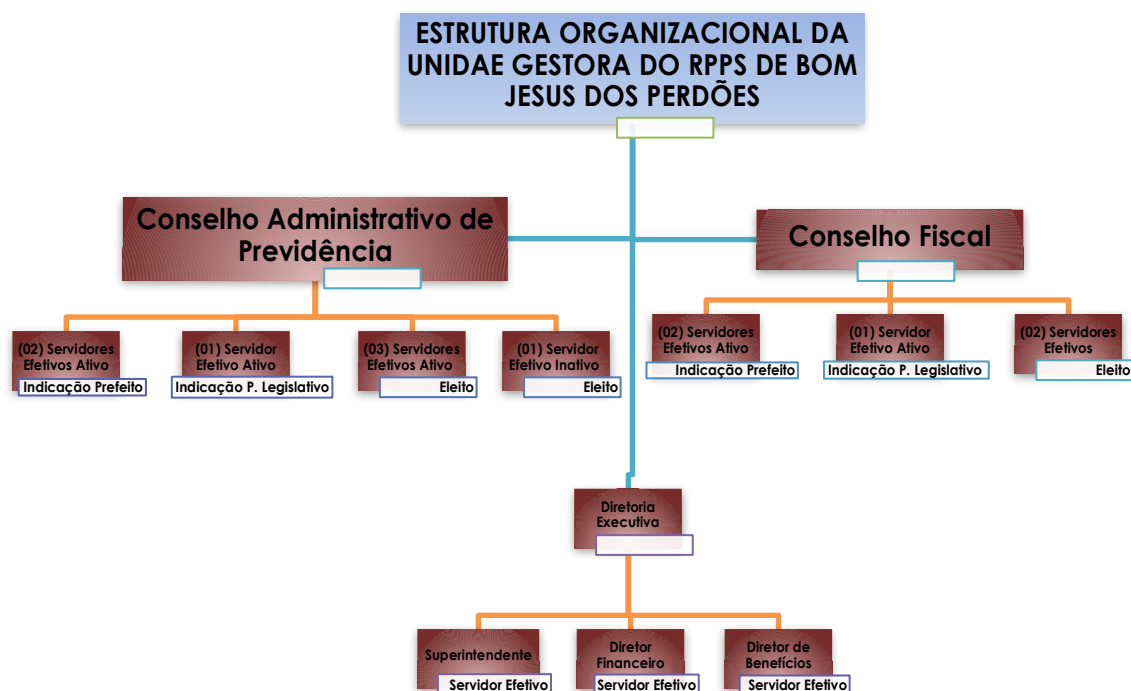 ESTRUTURA ORGANIZACIONAL DA
UNIDAE GESTORA DO RPPS DE BOM
JESUS DOS PERDÕES
Conselho Administrativo de
Previdência
Conselho Fiscal
(02) Servidores
Efetivos Ativo
Indicação Prefeito
(01) Servidor
Efetivo Ativo
Indicação P. Legislativo
(03) Servidores
Efetivos Ativo
Eleito
(01) Servidor
Efetivo Inativo
Eleito
(02) Servidores
Efetivos Ativo
Indicação Prefeito
(01) Servidor
Efetivo Ativo
Indicação P. Legislativo
(02) Servidores
Efetivos
Eleito
Diretoria
Executiva
Superintendente
Servidor Efetivo
Diretor
Financeiro
Servidor Efetivo
Diretor de
Benefícios
Servidor Efetivo